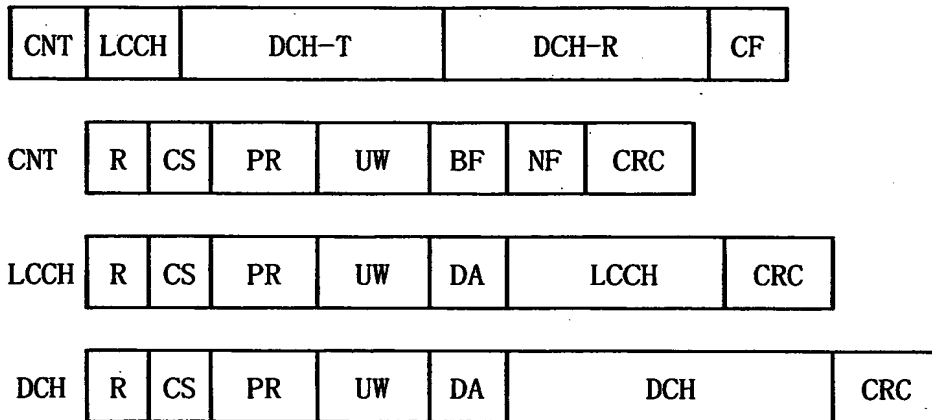 CNT LCCH DCH-T DCH-R CF
CNT R CS PR UW BF NF CRC
LCCH R CS PR UW DA LCCH CRC
DCH R CS PR UW DA DCH CRC